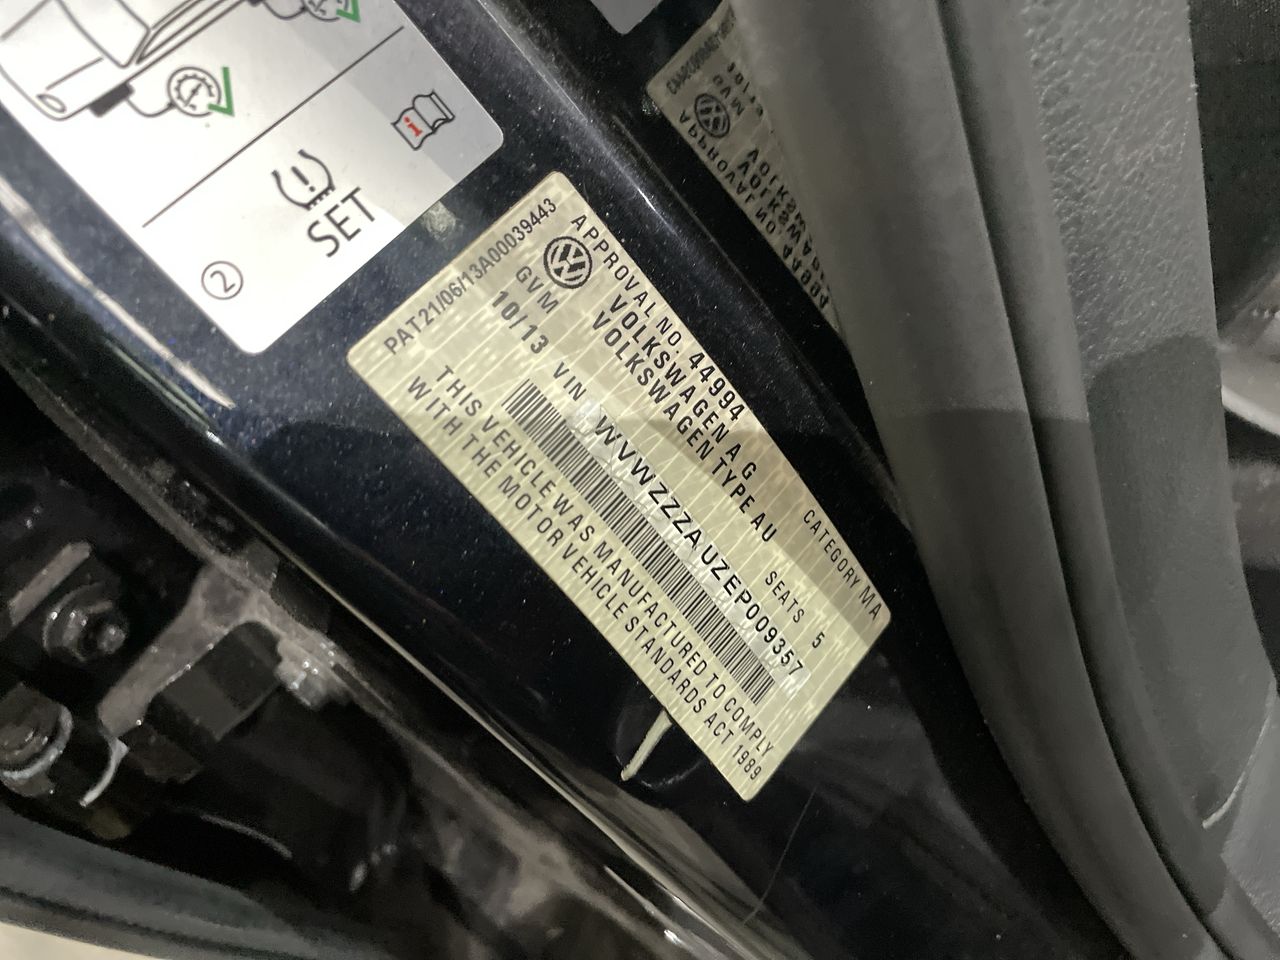 SET
2
i
PAT21/06/13A00039443
APPROVAL NO. 44994 CATEGORY MA
VOLKSWAGEN A G
GVM VOLKSWAGEN TYPE AU SEATS 5
10/13 VIN WVWZZZAUZEP009357
THIS VEHICLE WAS MANUFACTURED TO COMPLY
WITH THE MOTOR VEHICLE STANDARDS ACT 1989